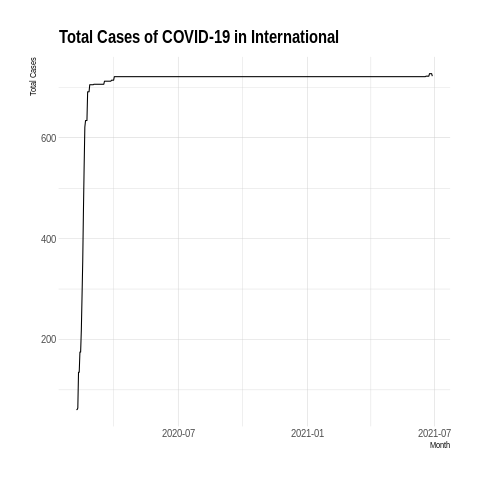 Total Cases of COVID-19 in International
Total Cases
600
400
200
2020-07
2021-01
2021-07
Month